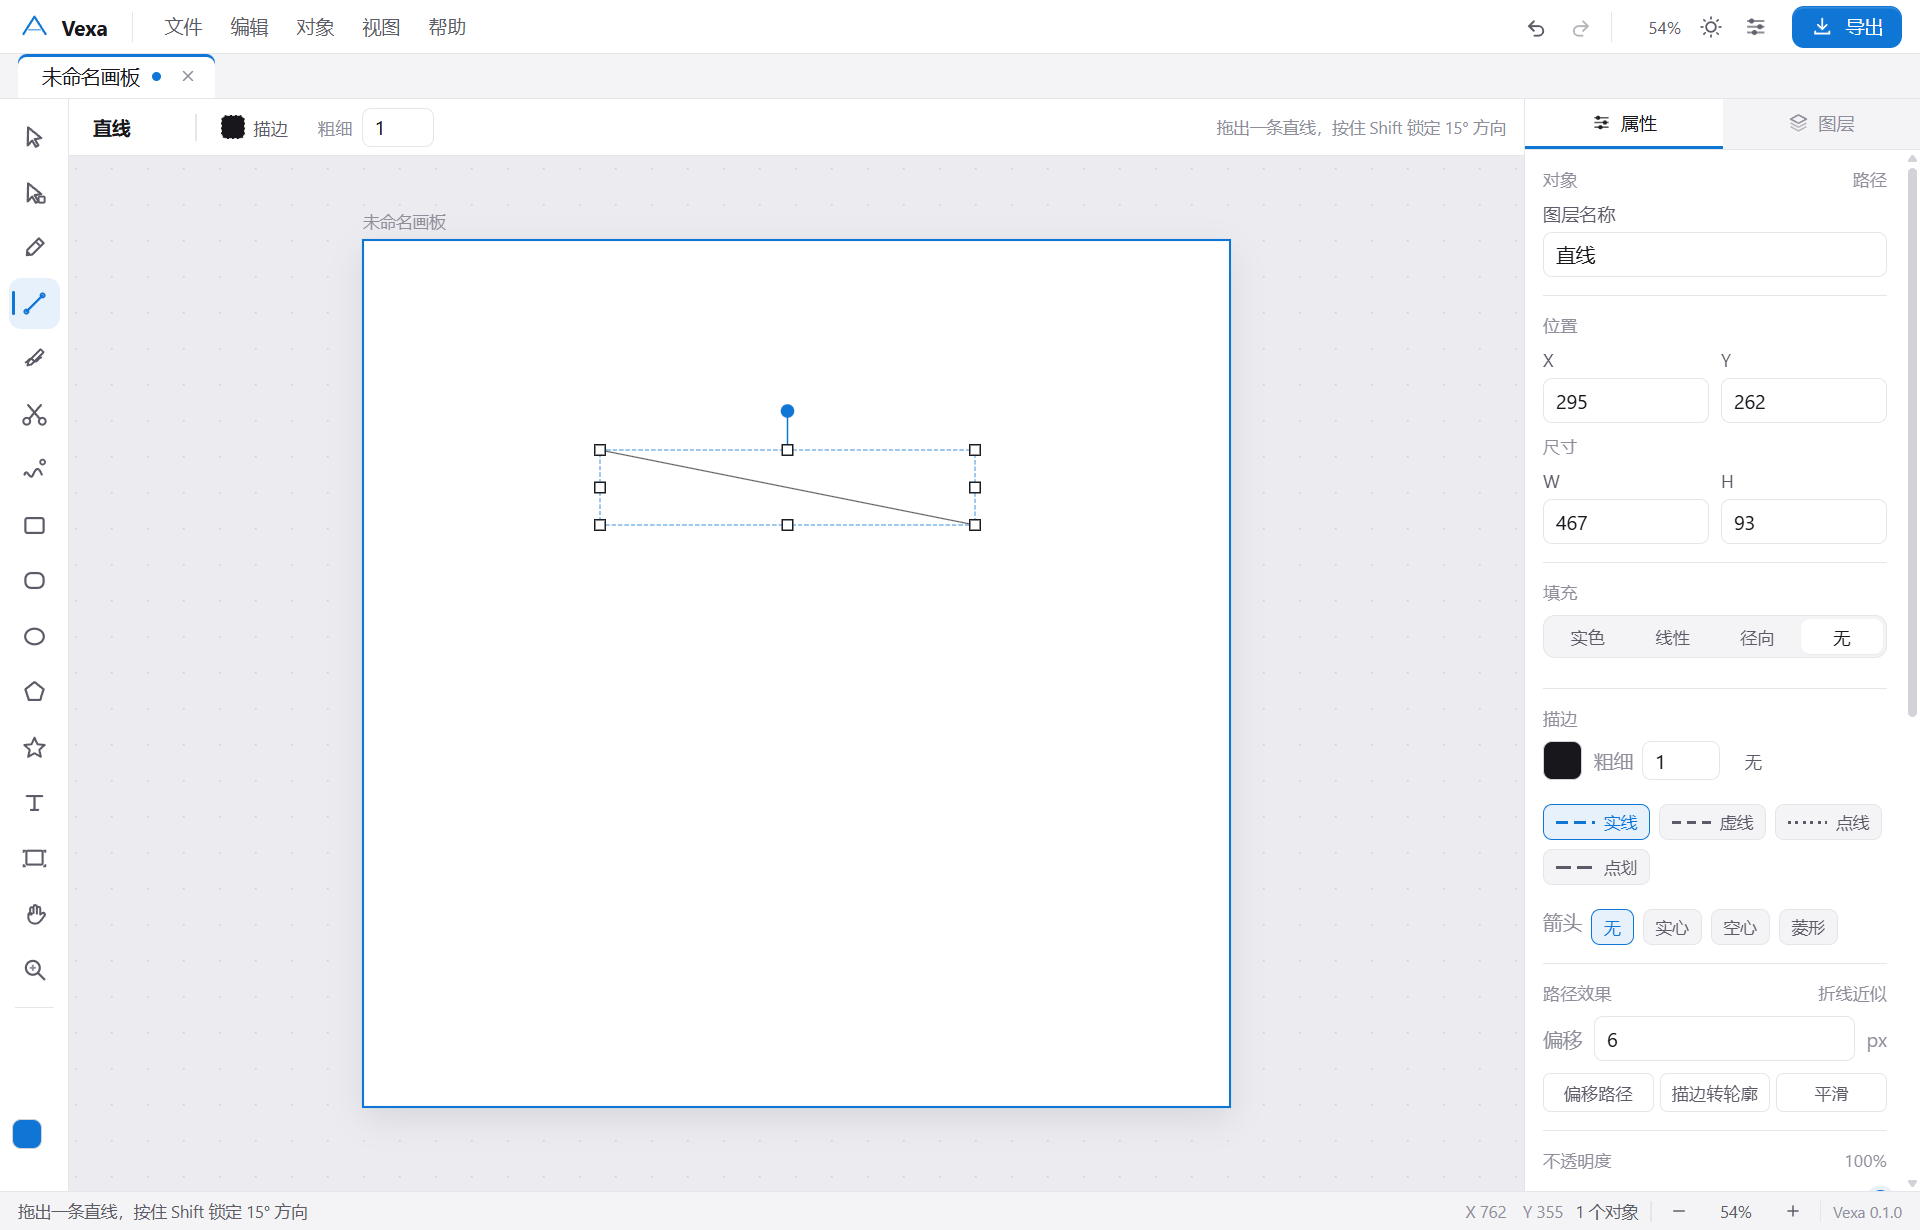 Vexa 文件 编辑 对象 视图 帮助 54% 导出
未命名画板
直线 描边 粗细 1 拖出一条直线，按住 Shift 锁定 15° 方向
属性 图层
未命名画板
对象 路径
图层名称
直线
位置
X Y
295 262
尺寸
W H
467 93
填充
实色 线性 径向 无
描边
粗细 1 无
实线 虚线 点线
点划
箭头 无 实心 空心 菱形
路径效果 折线近似
偏移 6 px
偏移路径 描边转轮廓 平滑
不透明度 100%
拖出一条直线，按住 Shift 锁定 15° 方向 X 762 Y 355 1 个对象 54% Vexa 0.1.0